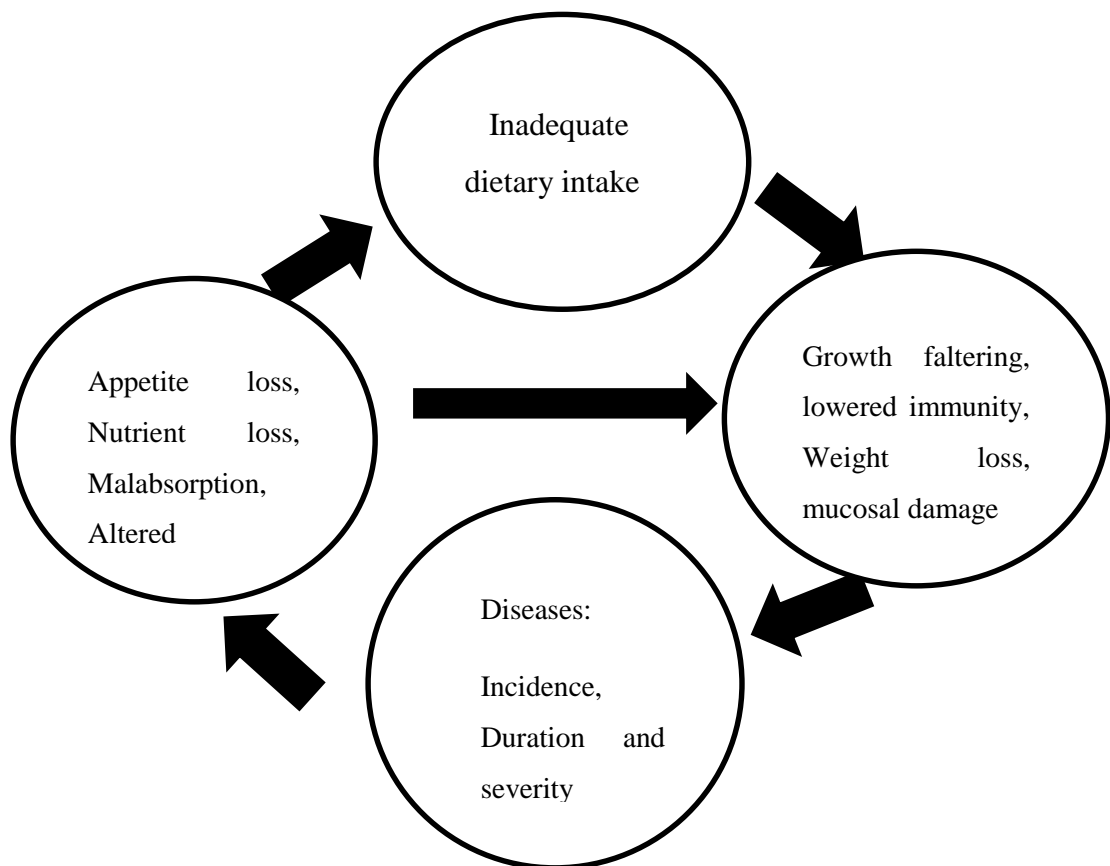 Inadequate
dietary intake
Appetite loss,
Nutrient loss,
Malabsorption,
Altered
Growth faltering,
lowered immunity,
Weight loss,
mucosal damage
Diseases:
Incidence,
Duration and
severity